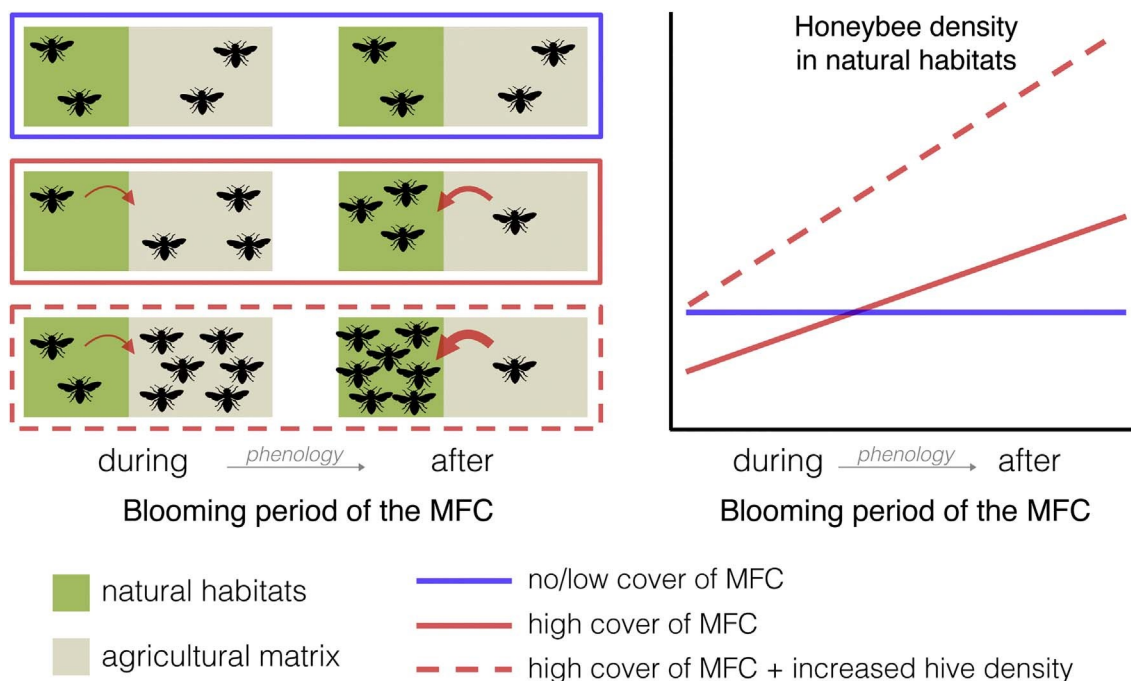 Honeybee density
in natural habitats
during phenology after
Blooming period of the MFC
during phenology after
Blooming period of the MFC
natural habitats
agricultural matrix
no/low cover of MFC
high cover of MFC
high cover of MFC + increased hive density